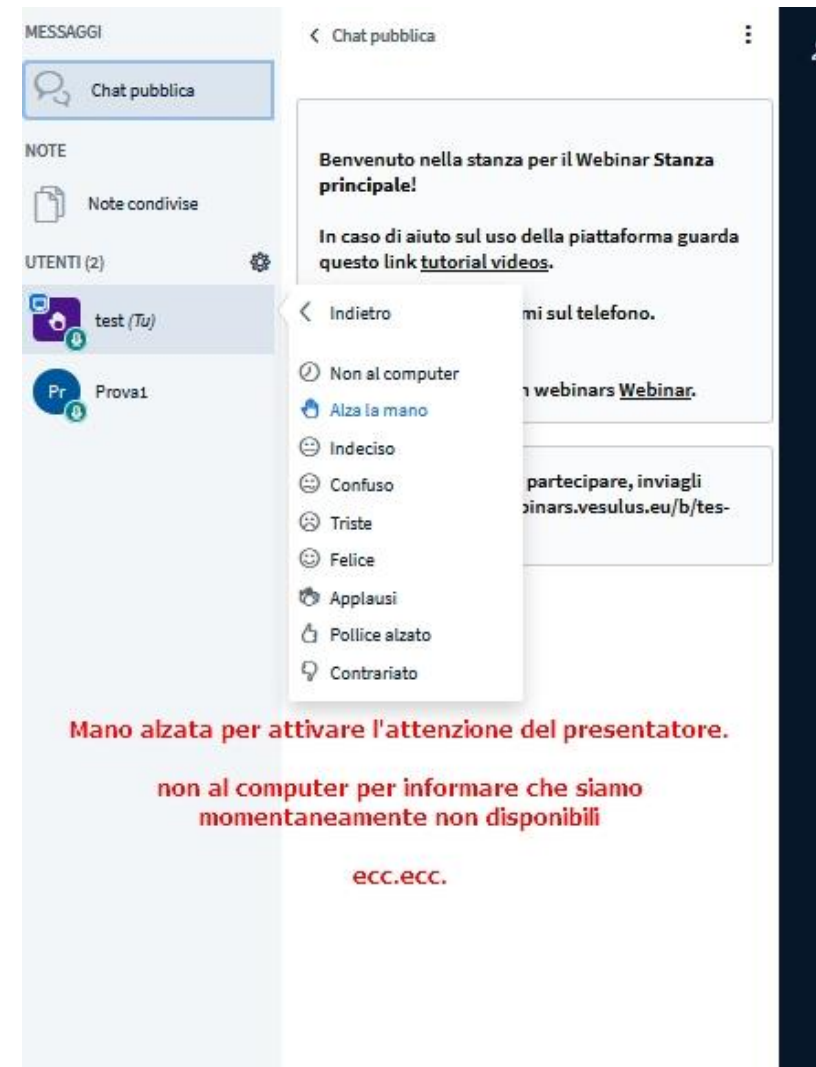 MESSAGGI
Chat pubblica
NOTE
Note condivise
UTENTI (2)
test (Tu)
Pr Prova1
Chat pubblica
Benvenuto nella stanza per il Webinar Stanza
principale!
In caso di aiuto sul uso della piattaforma guarda
questo link tutorial videos.
mi sul telefono.
webinars Webinar.
partecipare, inviagli
binars.vesulus.eu/b/tes-
Indietro
Non al computer
Alza la mano
Indeciso
Confuso
Triste
Felice
Applausi
Pollice alzato
Contrariato
Mano alzata per attivare l'attenzione del presentatore.
non al computer per informare che siamo
momentaneamente non disponibili
ecc.ecc.